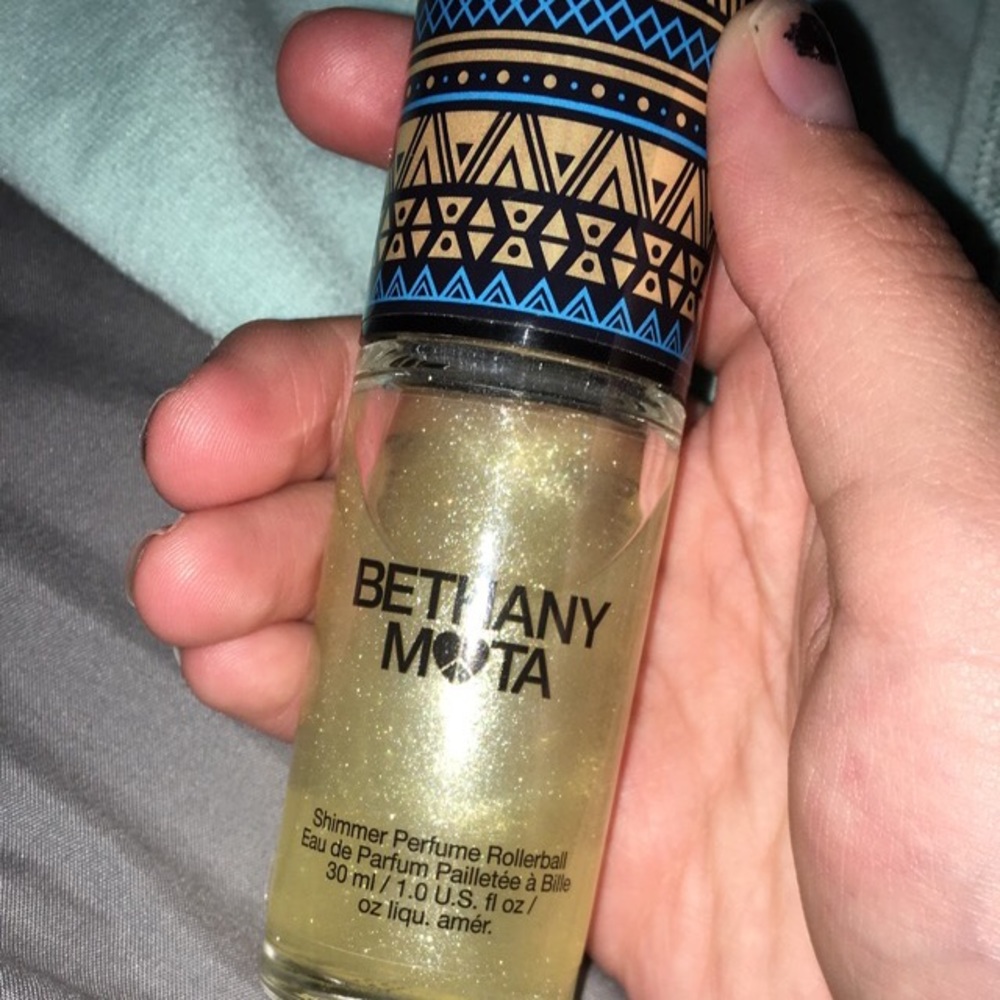 BETHANY
MOTA
Shimmer Perfume Rollerball
Eau de Parfum Pailletée à Bille
30 ml / 1.0 U.S. fl oz /
oz liqu. amér.